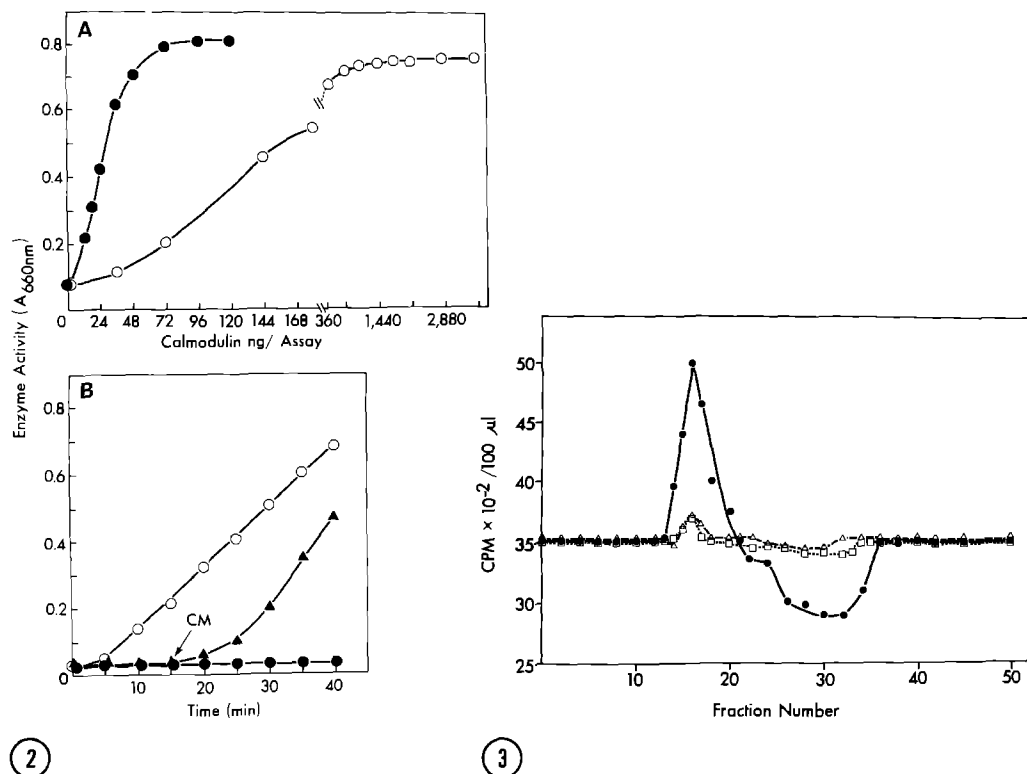 A
0.8
0.6
0.4
0.2
0 24 48 72 96 120 144 168 360 1,440 2,880
Calmodulin ng/ Assay
Enzyme Activity (A660nm)
B
0.8
0.6
0.4
0.2
0
CM
10 20 30 40
Time (min)
2
50
45
40
35
30
25
CPM × 10-2/100 µl
10 20 30 40 50
Fraction Number
3